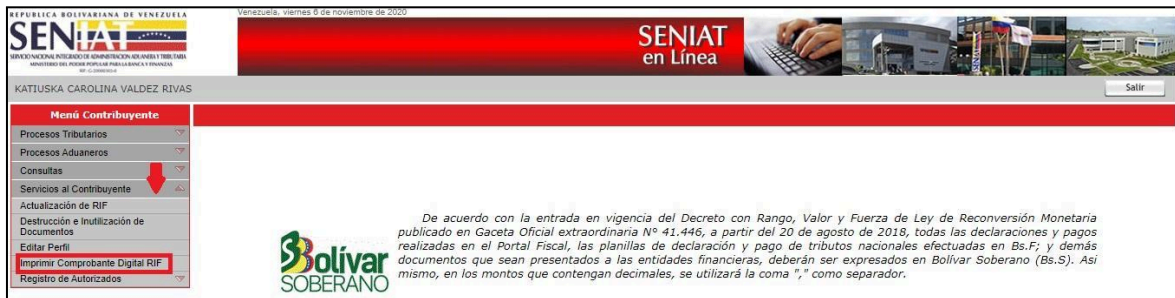 REPUBLICA BOLIVARIANA DE VENEZUELA
Venezuela, viernes 6 de noviembre de 2020
SENIAT
SERVICIO NACIONAL INTEGRADO DE ADMINISTRACION ADUANERA Y TRIBUTARIA
MINISTERIO DEL PODER POPULAR PARA LA BANCA Y FINANZAS
SENIAT
en Línea
KATIUSKA CAROLINA VALDEZ RIVAS
Salir
Menú Contribuyente
Procesos Tributarios
Procesos Aduaneros
Consultas
Servicios al Contribuyente
Actualización de RIF
Destrucción e Inutilización de
Documentos
Editar Perfil
Imprimir Comprobante Digital RIF
Registro de Autorizados
Bolívar
SOBERANO
De acuerdo con la entrada en vigencia del Decreto con Rango, Valor y Fuerza de Ley de Reconversión Monetaria
publicado en Gaceta Oficial extraordinaria N° 41.446, a partir del 20 de agosto de 2018, todas las declaraciones y pagos
realizadas en el Portal Fiscal, las planillas de declaración y pago de tributos nacionales efectuadas en Bs.F; y demás
documentos que sean presentados a las entidades financieras, deberán ser expresados en Bolívar Soberano (Bs.S). Asi
mismo, en los montos que contengan decimales, se utilizará la coma "," como separador.